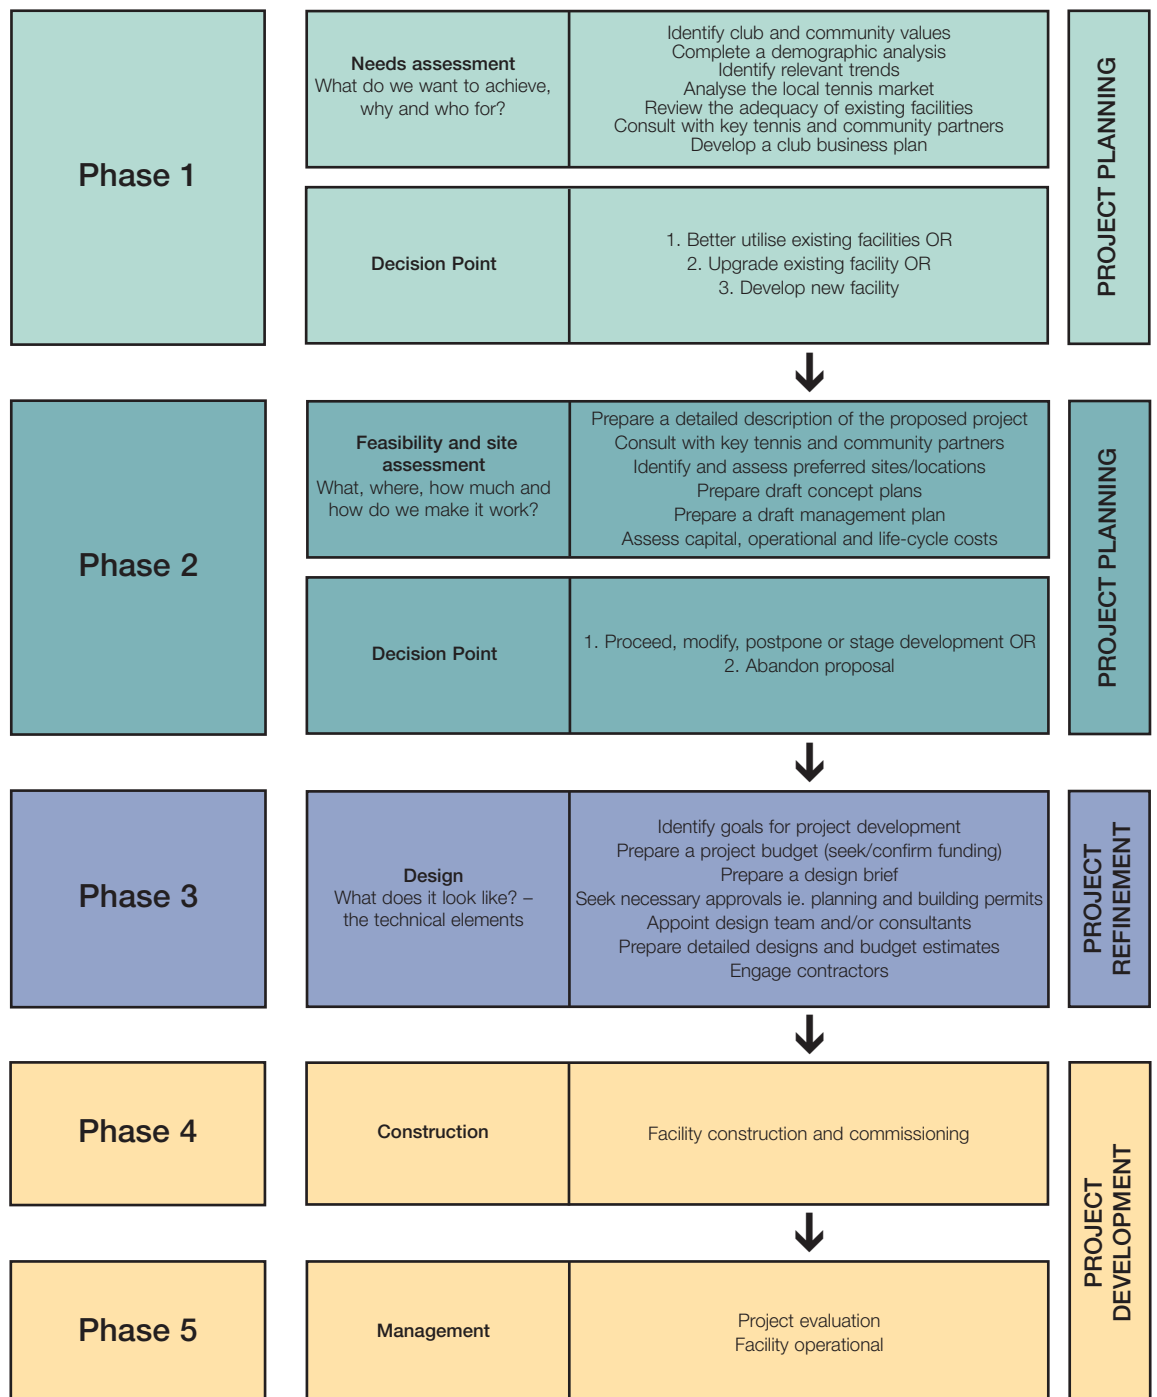 Phase 1
Needs assessment
What do we want to achieve,
why and who for?
Identify club and community values
Complete a demographic analysis
Identify relevant trends
Analyse the local tennis market
Review the adequacy of existing facilities
Consult with key tennis and community partners
Develop a club business plan
Decision Point
1. Better utilise existing facilities OR
2. Upgrade existing facility OR
3. Develop new facility
PROJECT PLANNING
Phase 2
Feasibility and site
assessment
What, where, how much and
how do we make it work?
Prepare a detailed description of the proposed project
Consult with key tennis and community partners
Identify and assess preferred sites/locations
Prepare draft concept plans
Prepare a draft management plan
Assess capital, operational and life-cycle costs
Decision Point
1. Proceed, modify, postpone or stage development OR
2. Abandon proposal
PROJECT PLANNING
Phase 3
Design
What does it look like? –
the technical elements
Identify goals for project development
Prepare a project budget (seek/confirm funding)
Prepare a design brief
Seek necessary approvals ie. planning and building permits
Appoint design team and/or consultants
Prepare detailed designs and budget estimates
Engage contractors
PROJECT
REFINEMENT
Phase 4
Construction
Facility construction and commissioning
Phase 5
Management
Project evaluation
Facility operational
PROJECT
DEVELOPMENT